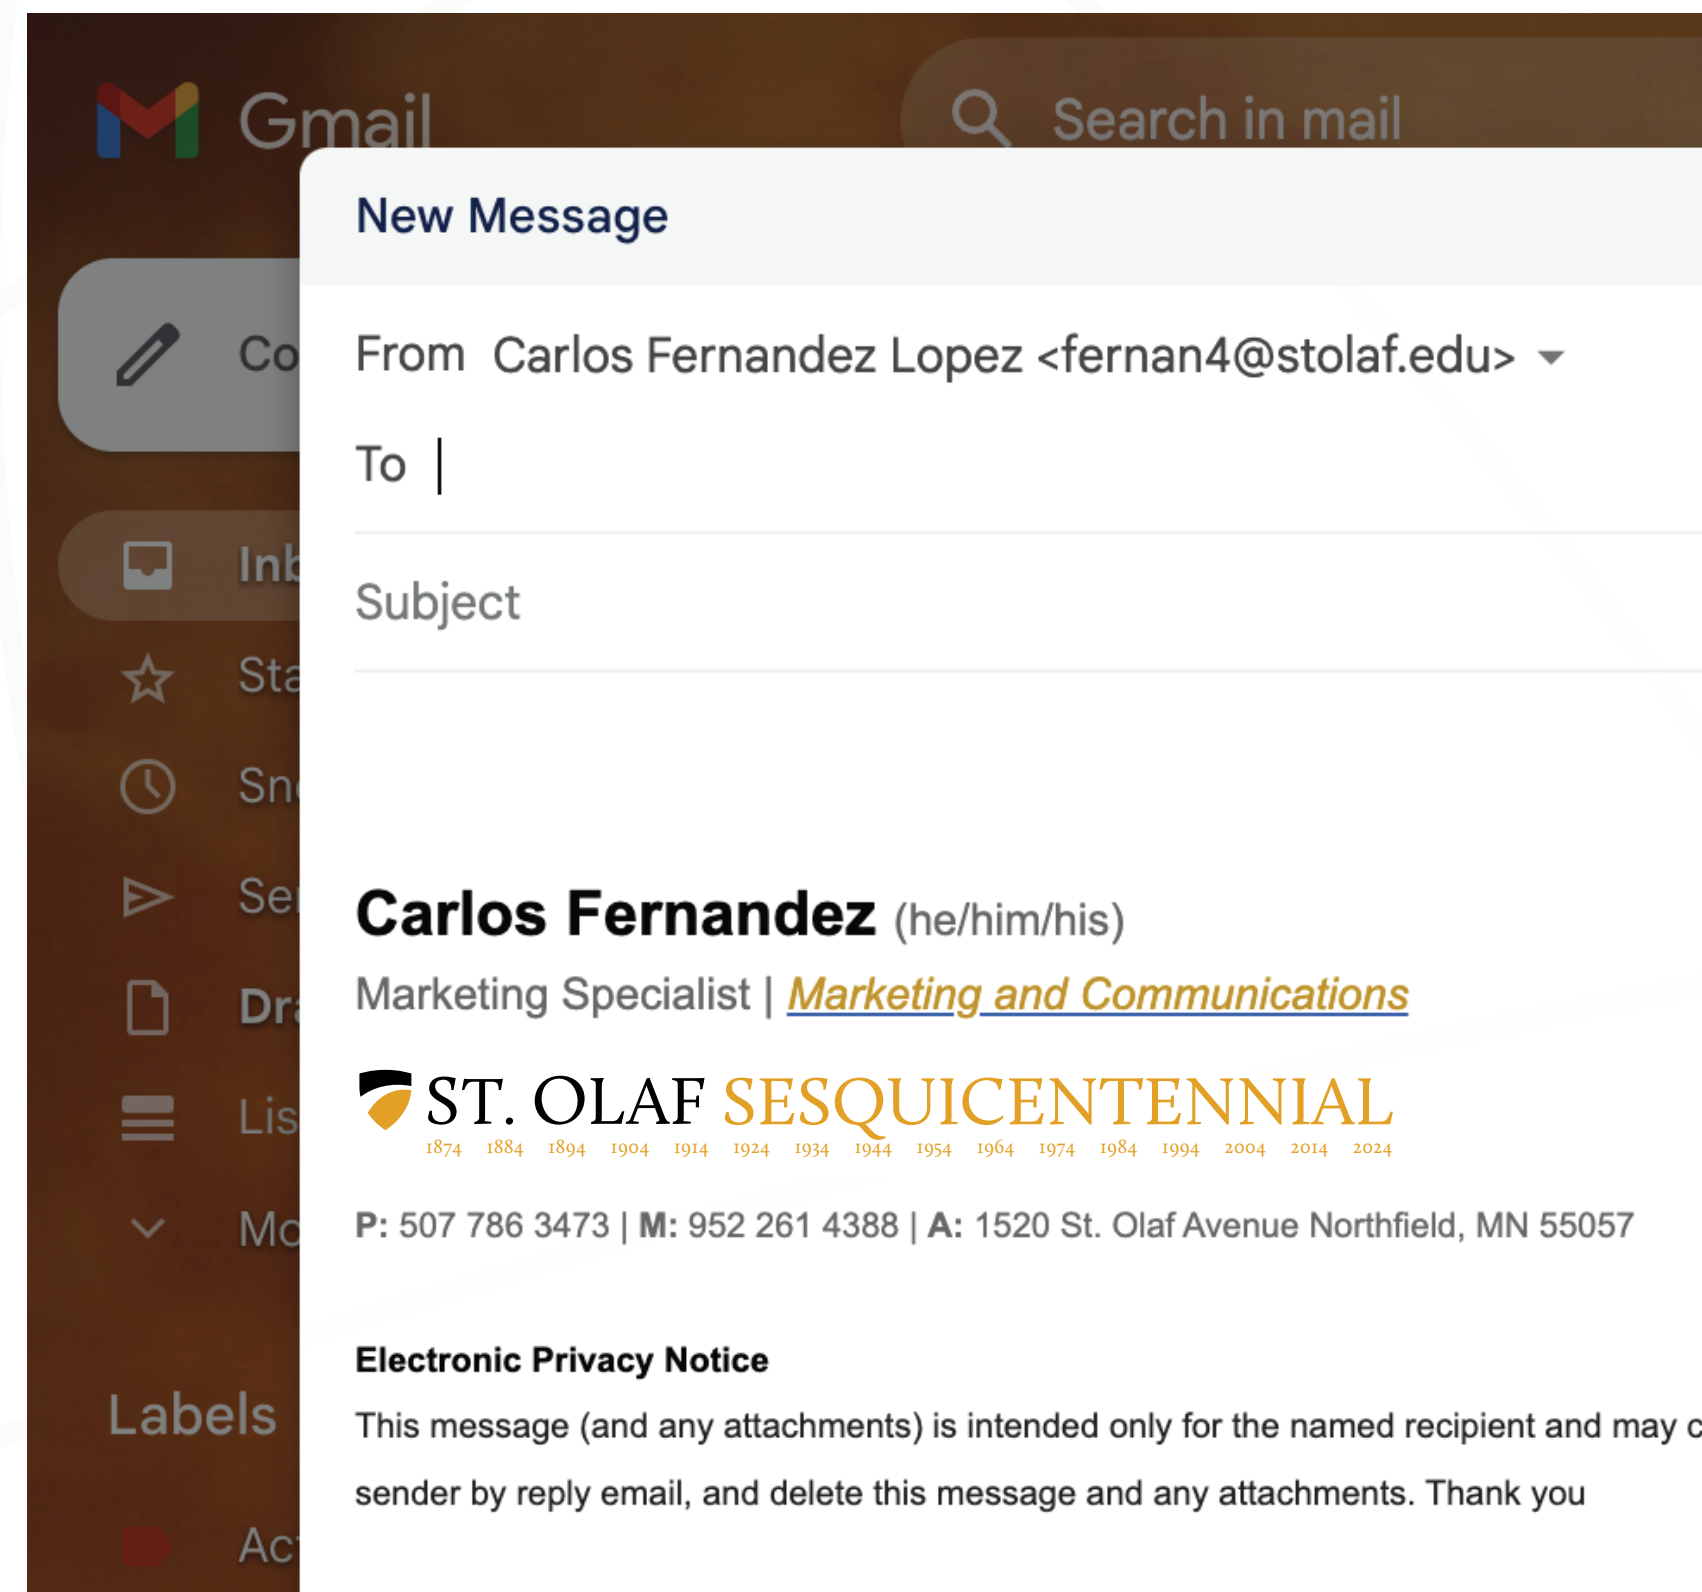 Gmail
Search in mail
New Message
Co
From Carlos Fernandez Lopez <fernan4@stolaf.edu>
To
Inb
Subject
Sta
Sno
Sen
Carlos Fernandez (he/him/his)
Marketing Specialist | Marketing and Communications
Dra
ST. OLAF SESQUICENTENNIAL
Lis
1874 1884 1894 1904 1914 1924 1934 1944 1954 1964 1974 1984 1994 2004 2014 2024
P: 507 786 3473 | M: 952 261 4388 | A: 1520 St. Olaf Avenue Northfield, MN 55057
Mo
Electronic Privacy Notice
Labels
This message (and any attachments) is intended only for the named recipient and may c
sender by reply email, and delete this message and any attachments. Thank you
Act